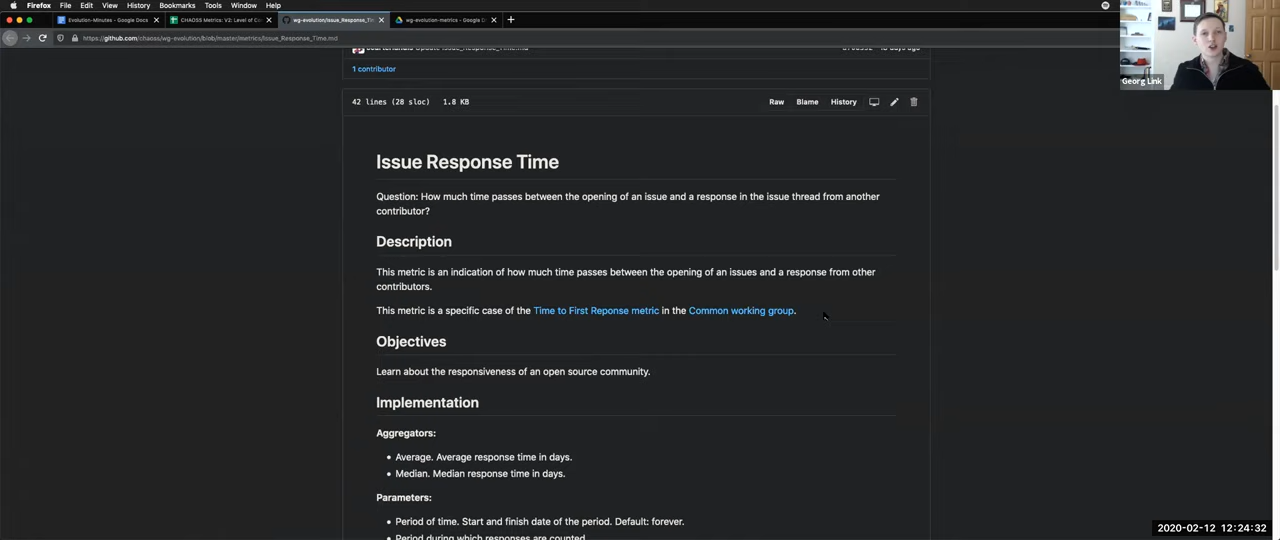 Firefox File Edit View History Bookmarks Tools Window Help
Evolution-Minutes - Google Docs CHAOSS Metrics: V2: Level of Co wg-evolution/Issue_Response_Tim wg-evolution-metrics - Google D
https://github.com/chaoss/wg-evolution/blob/master/metrics/Issue_Response_Time.md
1 contributor
42 lines (28 sloc) 1.8 KB Raw Blame History
Georg Link
Issue Response Time
Question: How much time passes between the opening of an issue and a response in the issue thread from another
contributor?
Description
This metric is an indication of how much time passes between the opening of an issues and a response from other
contributors.
This metric is a specific case of the Time to First Reponse metric in the Common working group.
Objectives
Learn about the responsiveness of an open source community.
Implementation
Aggregators:
Average. Average response time in days.
Median. Median response time in days.
Parameters:
Period of time. Start and finish date of the period. Default: forever.
Period during which responses are counted.
2020-02-12 12:24:32